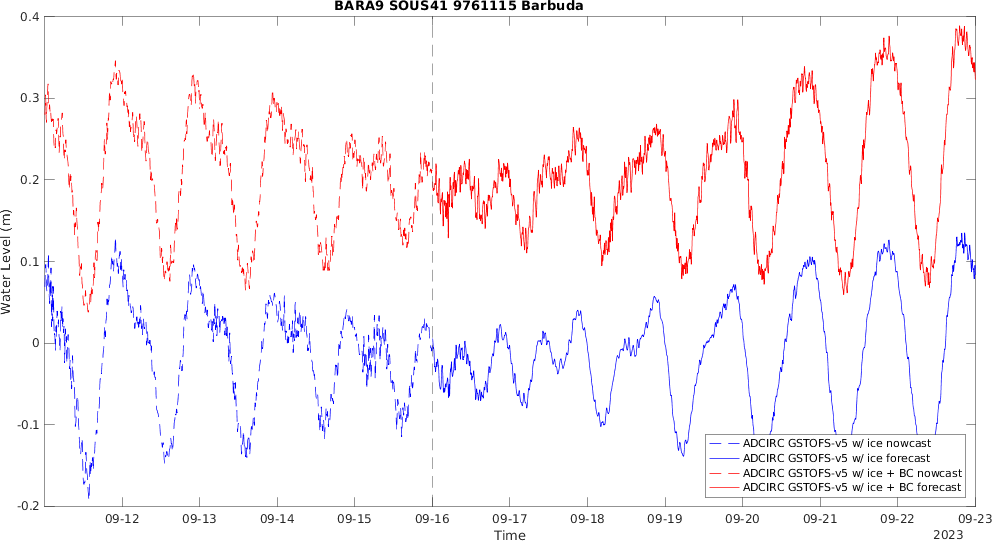 BARA9 SOUS41 9761115 Barbuda
Water Level (m)
0.4
0.3
0.2
0.1
0
-0.1
-0.2
ADCIRC GSTOFS-v5 w/ ice nowcast
ADCIRC GSTOFS-v5 w/ ice forecast
ADCIRC GSTOFS-v5 w/ ice + BC nowcast
ADCIRC GSTOFS-v5 w/ ice + BC forecast
09-12 09-13 09-14 09-15 09-16 09-17 09-18 09-19 09-20 09-21 09-22 09-23
Time
2023